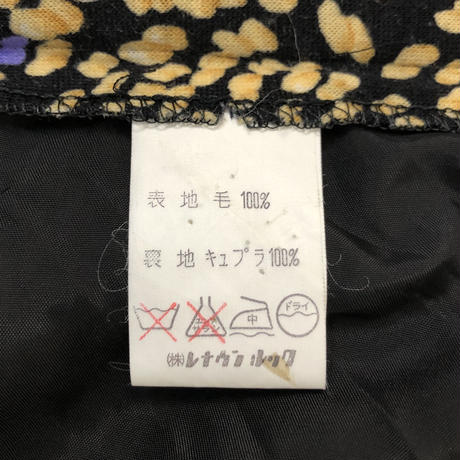 表地毛100%
裏地キュプラ100%
中 ドライ
(株)レナウンルック